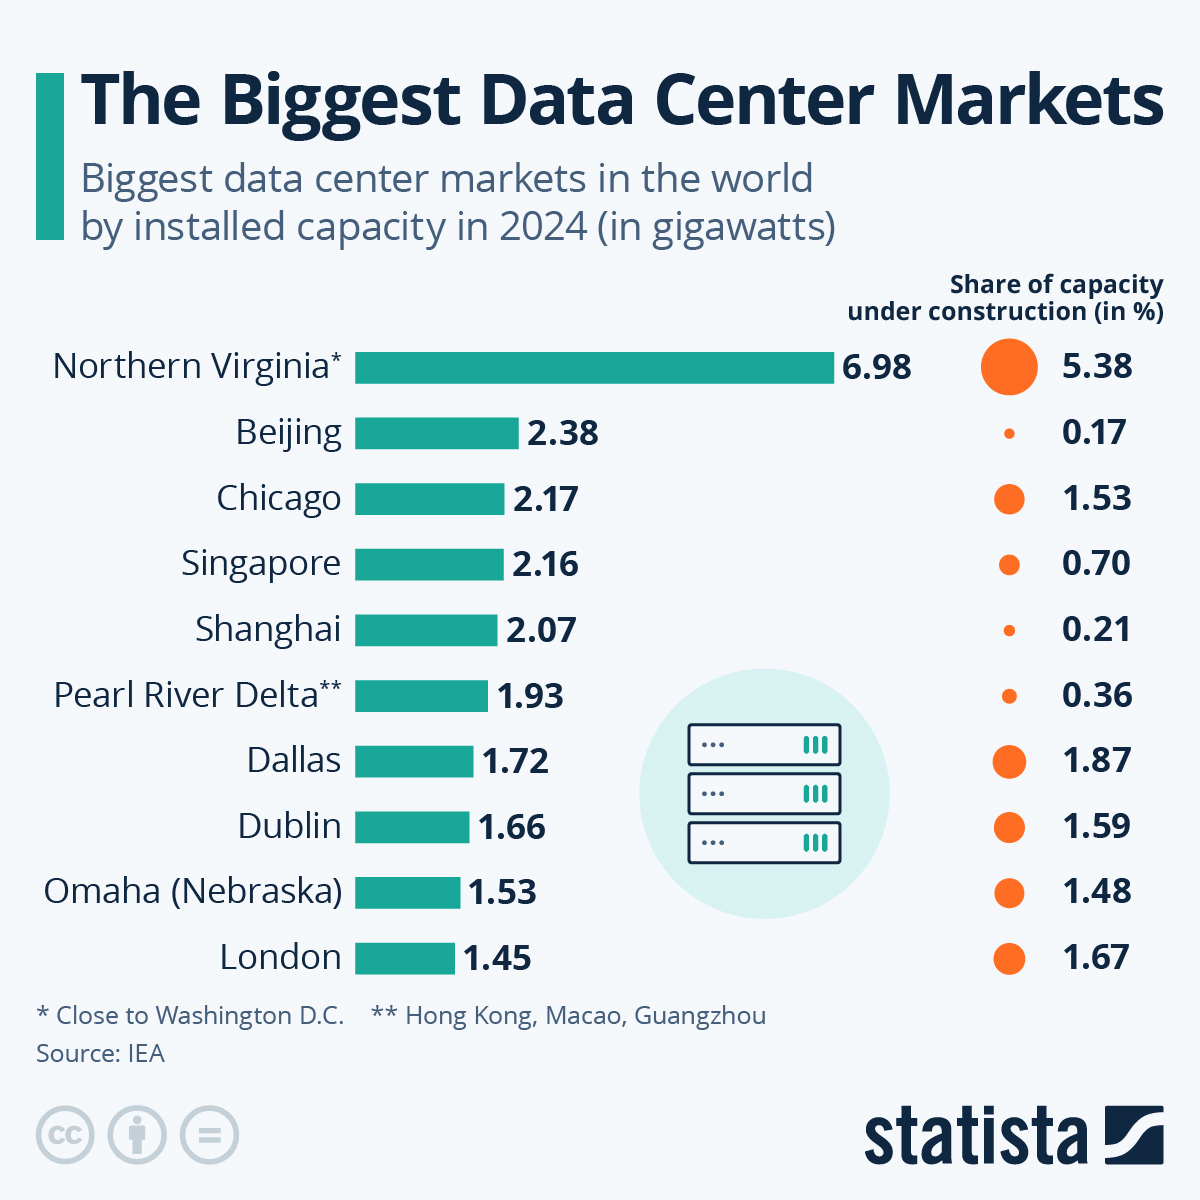 The Biggest Data Center Markets
Biggest data center markets in the world
by installed capacity in 2024 (in gigawatts)
Share of capacity
under construction (in %)
Northern Virginia* 6.98 5.38
Beijing 2.38 0.17
Chicago 2.17 1.53
Singapore 2.16 0.70
Shanghai 2.07 0.21
Pearl River Delta** 1.93 0.36
Dallas 1.72 1.87
Dublin 1.66 1.59
Omaha (Nebraska) 1.53 1.48
London 1.45 1.67
* Close to Washington D.C. ** Hong Kong, Macao, Guangzhou
Source: IEA
cc = statista